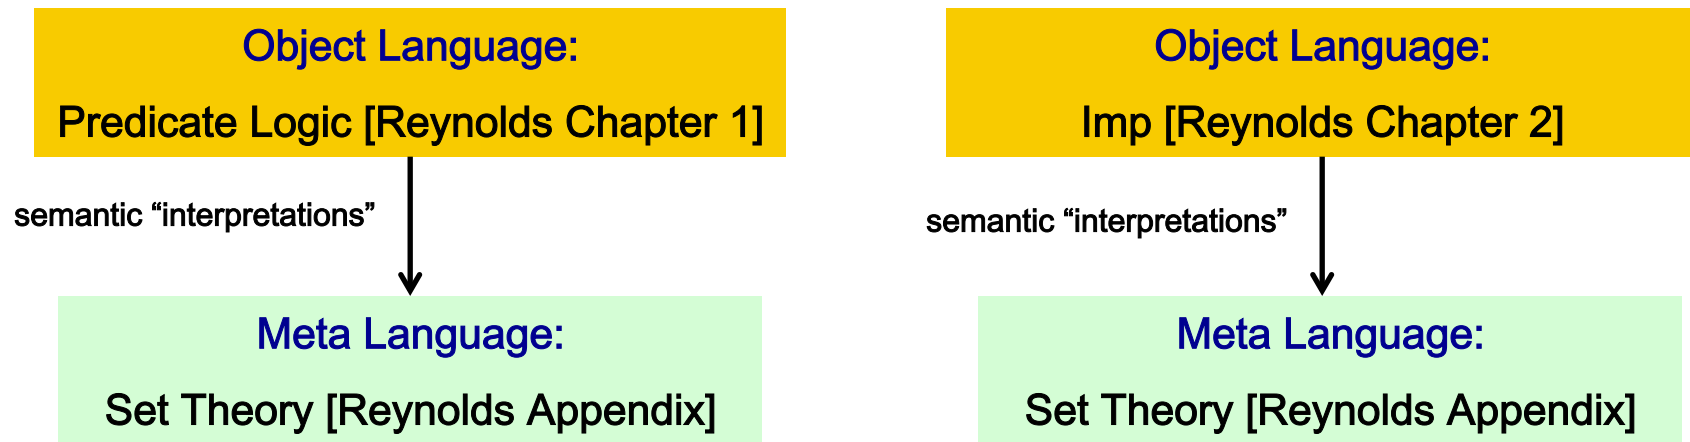 Object Language:
Predicate Logic [Reynolds Chapter 1]
semantic “interpretations”
Meta Language:
Set Theory [Reynolds Appendix]
Object Language:
Imp [Reynolds Chapter 2]
semantic “interpretations”
Meta Language:
Set Theory [Reynolds Appendix]